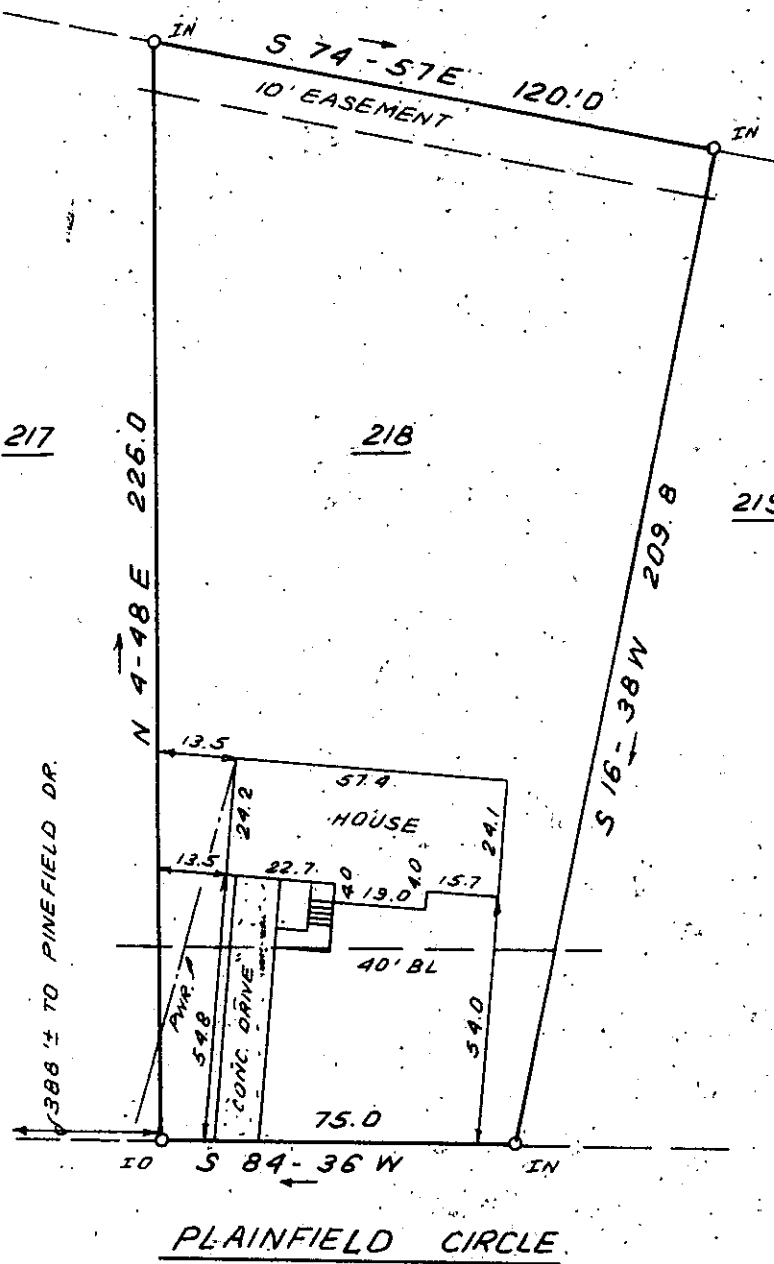 IN
S 74-57E 120.'0
10' EASEMENT
IN
217
218
N 4-48 E 226.0
S 16-38 W 209.8
13.5
57.4
24.2
HOUSE
24.1
13.5
22.7
4.0
19.0
4.0
15.7
40' BL
PWR.
54.8
CONC. DRIVE
54.0
388'± TO PINEFIELD DR.
75.0
IO
S 84-36 W
IN
PLAINFIELD CIRCLE